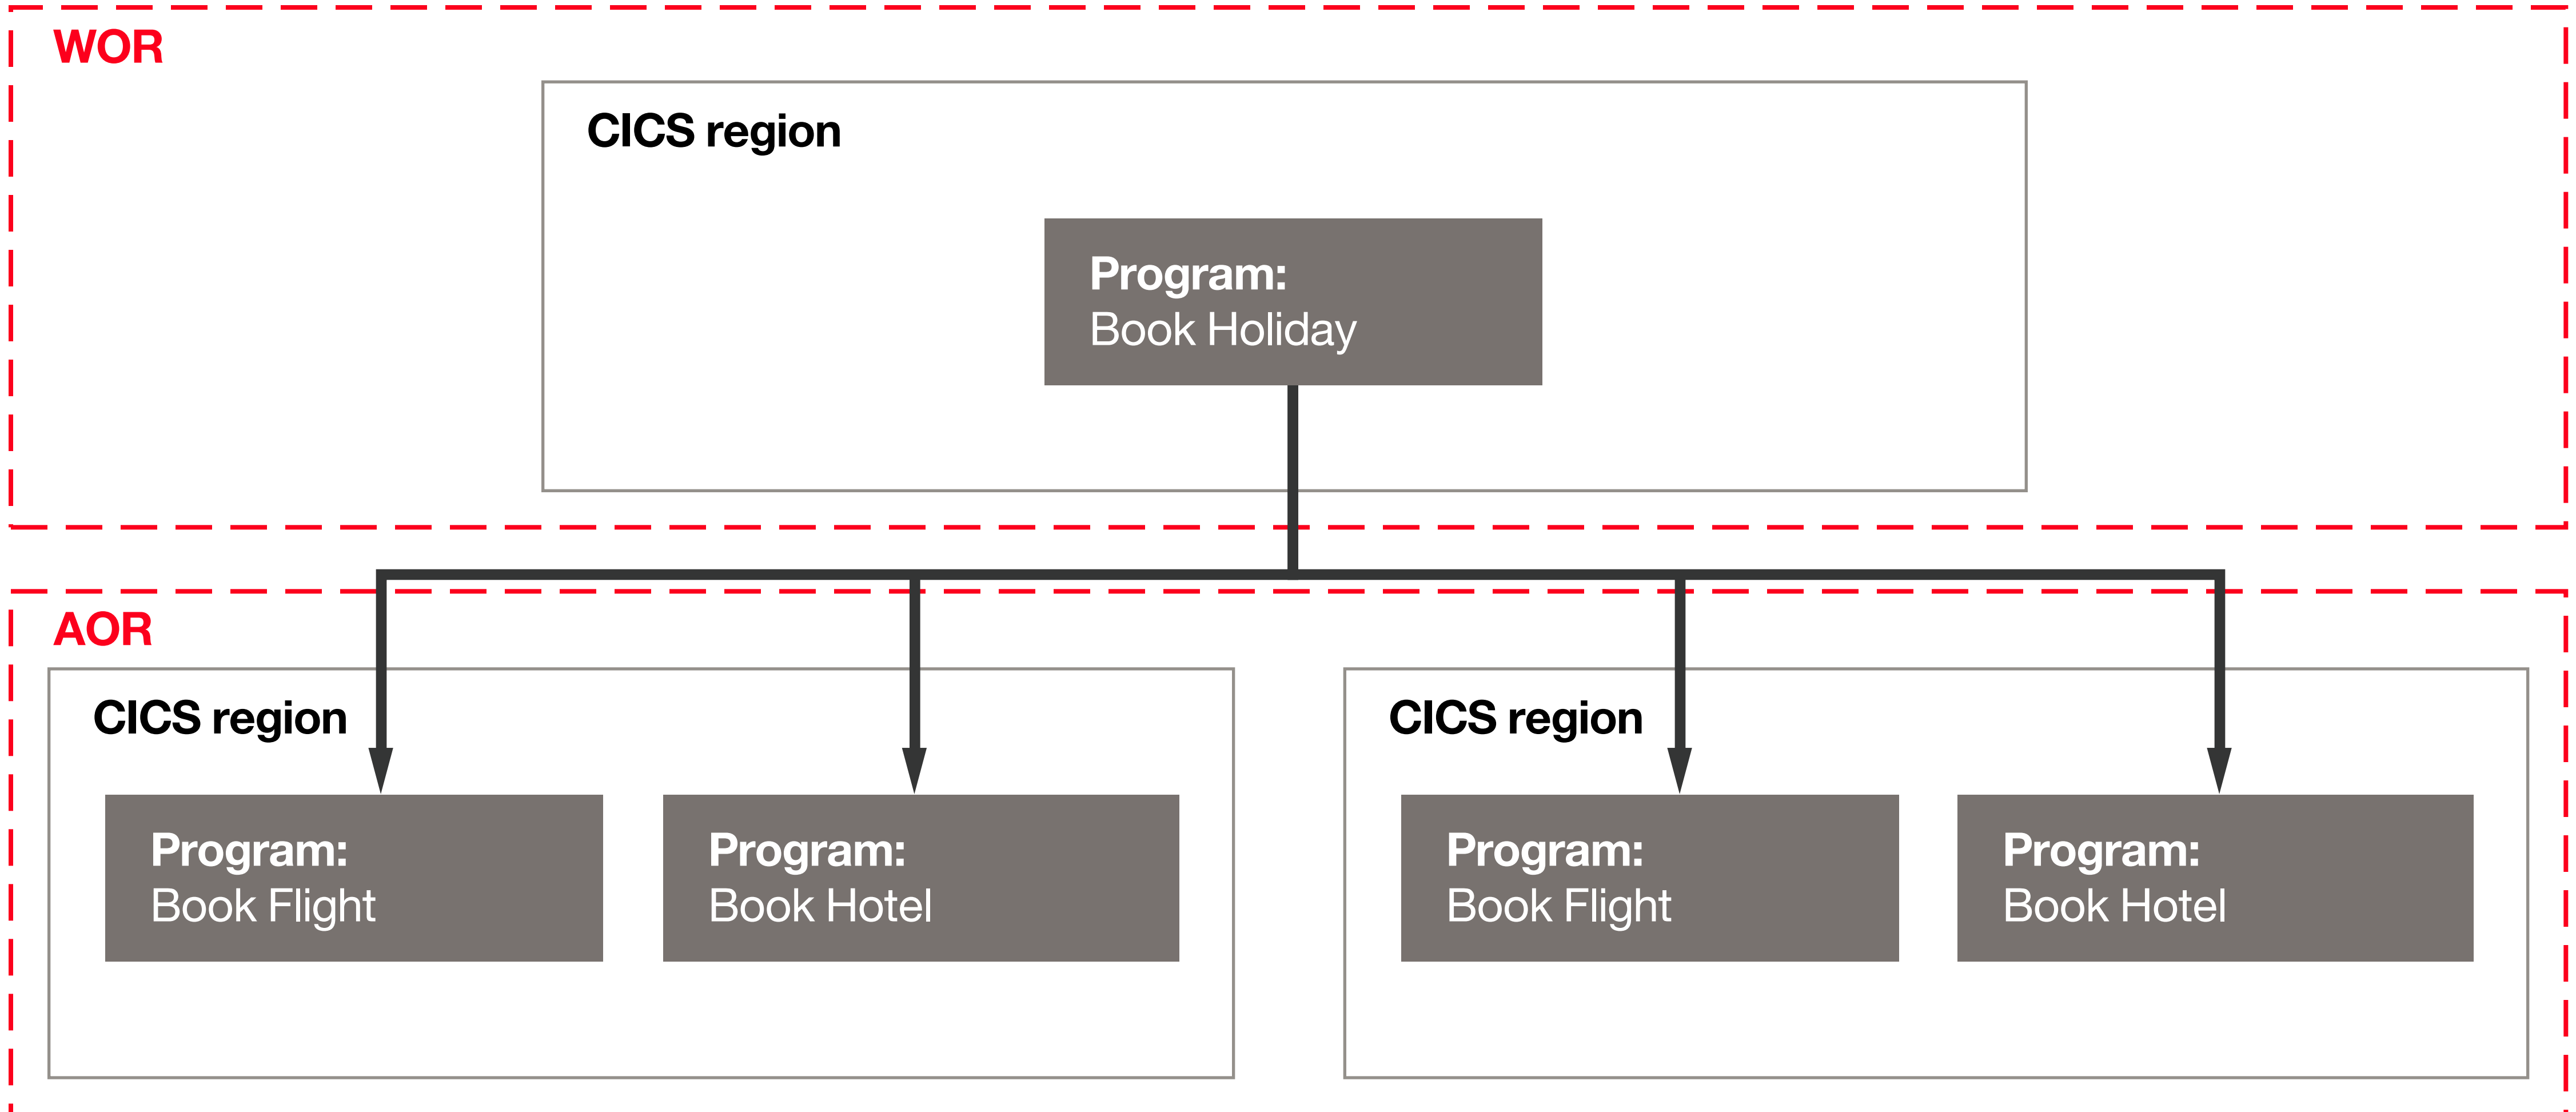 WOR
CICS region
Program:
Book Holiday
AOR
CICS region
Program:
Book Flight
Program:
Book Hotel
CICS region
Program:
Book Flight
Program:
Book Hotel